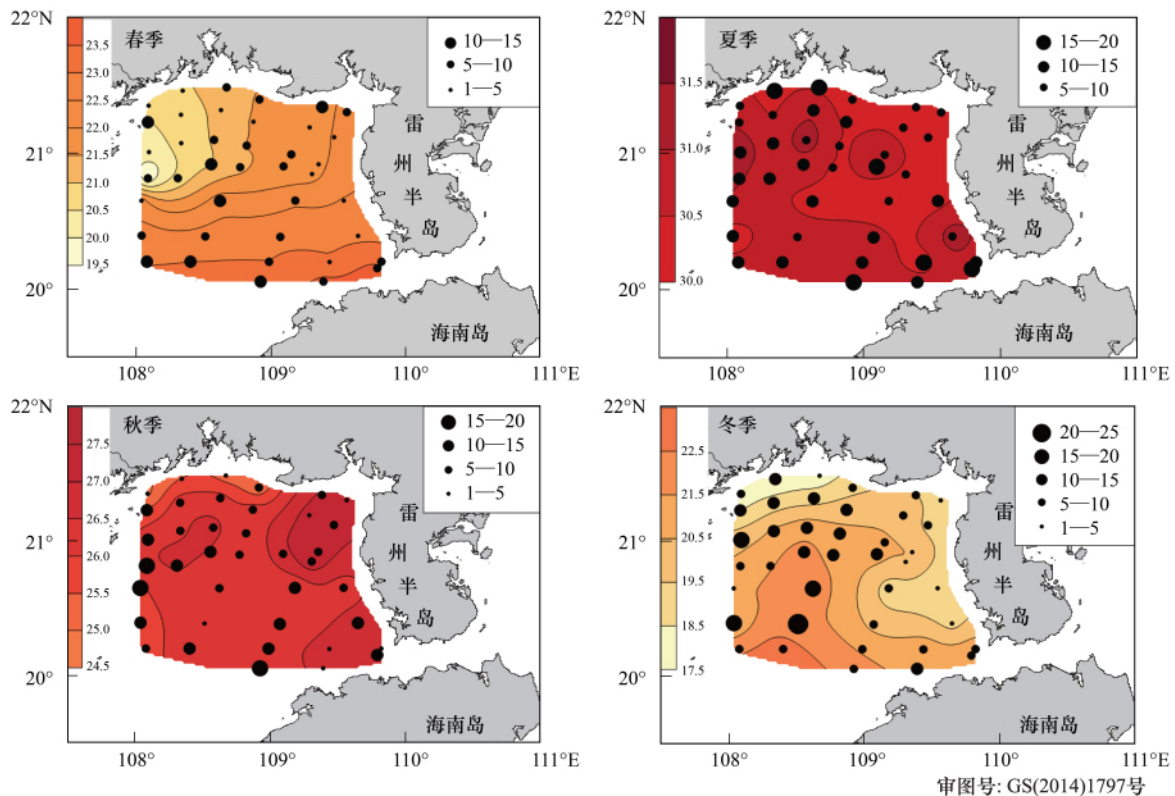 22°N
21°
20°
23.5
23.0
22.5
22.0
21.5
21.0
20.5
20.0
19.5
春季
10—15
5—10
1—5
雷
州
半
岛
海南岛
108°
109°
110°
111°E
22°N
21°
20°
31.5
31.0
30.5
30.0
夏季
15—20
10—15
5—10
雷
州
半
岛
海南岛
108°
109°
110°
111°E
22°N
21°
20°
27.5
27.0
26.5
26.0
25.5
25.0
24.5
秋季
15—20
10—15
5—10
1—5
雷
州
半
岛
海南岛
108°
109°
110°
111°E
22°N
21°
20°
22.5
21.5
20.5
19.5
18.5
17.5
冬季
20—25
15—20
10—15
5—10
1—5
雷
州
半
岛
海南岛
108°
109°
110°
111°E
审图号: GS(2014)1797号